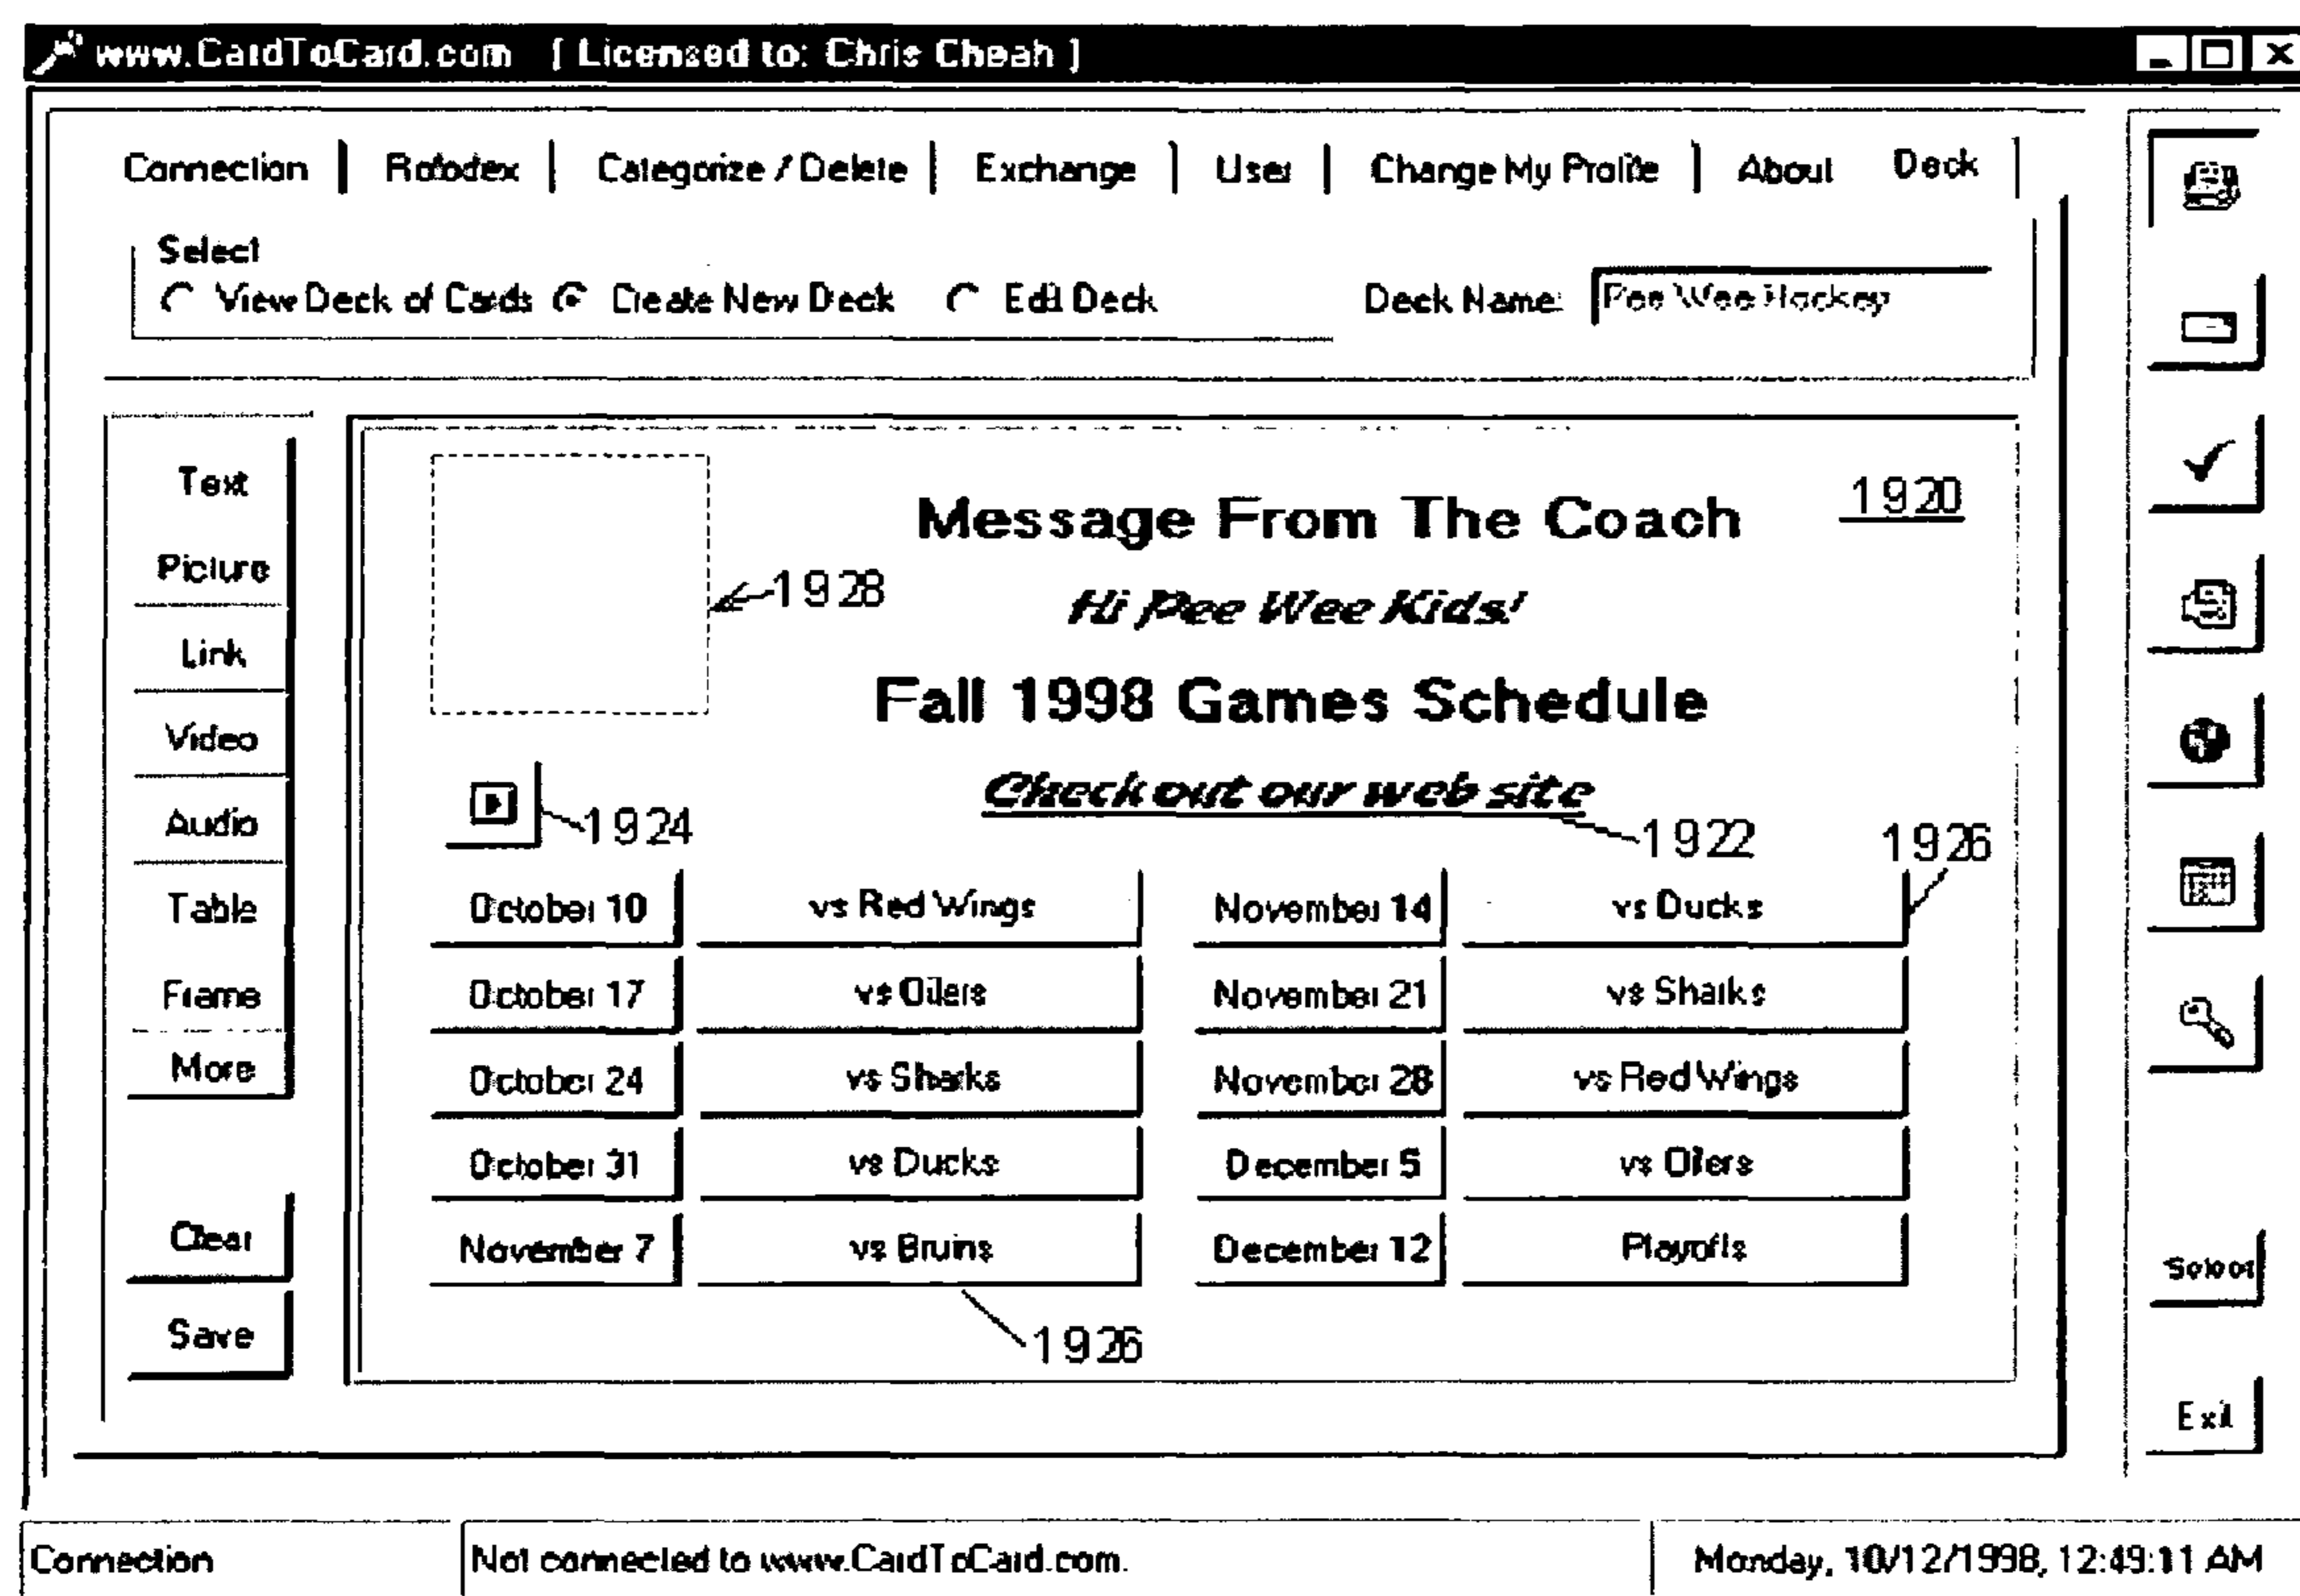 www.CardToCard.com [ Licensed to: Chris Cheah ]
Connection Robodex Categorize / Delete Exchange User Change My Profile About Deck
Select
View Deck of Cards Create New Deck Edit Deck Deck Name: Pee Wee Hockey
Text
Picture
Link
Video
Audio
Table
Frame
More
Clear
Save
Message From The Coach 1920
1928
Hi Pee Wee Kids!
Fall 1998 Games Schedule
Check out our web site
1924
1922
1926
October 10 vs Red Wings November 14 vs Ducks
October 17 vs Oilers November 21 vs Sharks
October 24 vs Sharks November 28 vs Red Wings
October 31 vs Ducks December 5 vs Oilers
November 7 vs Bruins December 12 Playoffs
1926
Select
Exit
Connection Not connected to www.CardToCard.com. Monday, 10/12/1998, 12:49:11 AM